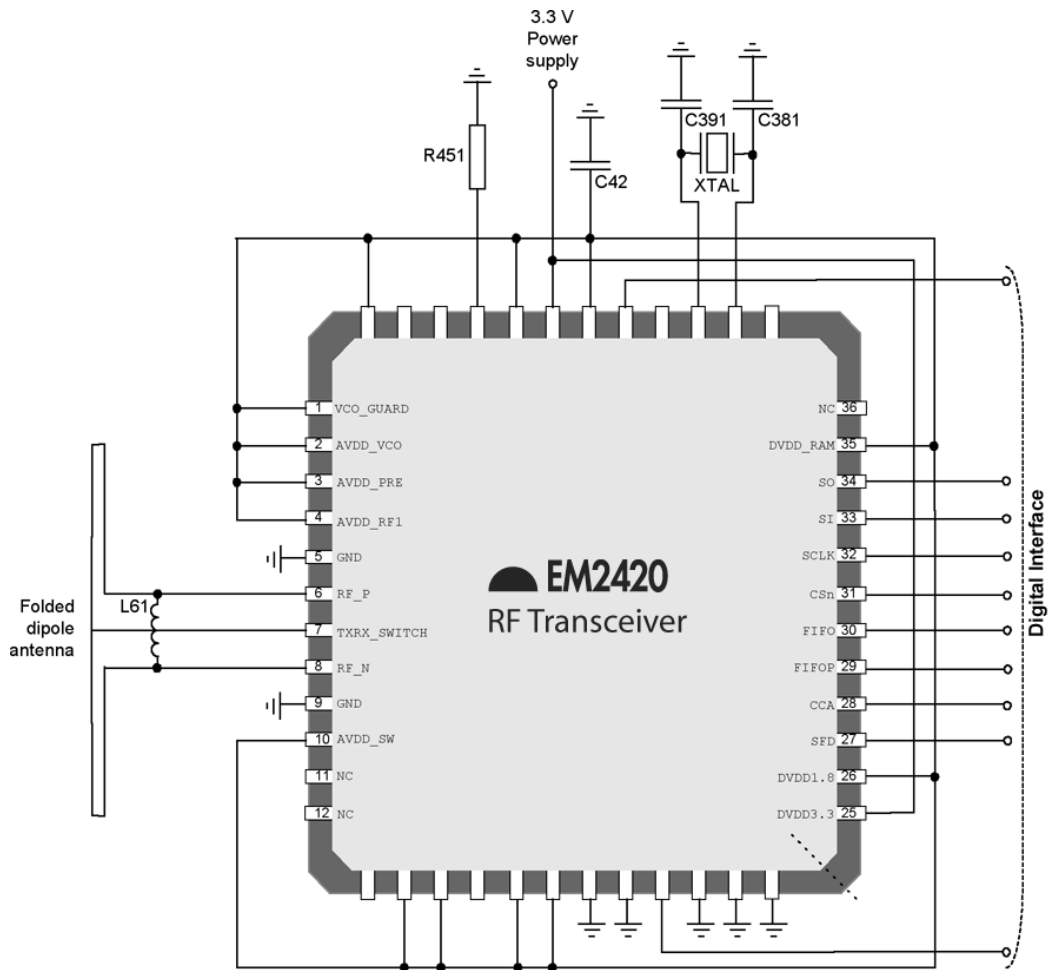 3.3 V
Power
supply
R451
C42
C391
C381
XTAL
1 VCO_GUARD
2 AVDD_VCO
3 AVDD_PRE
4 AVDD_RF1
5 GND
6 RF_P
7 TXRX_SWITCH
8 RF_N
9 GND
10 AVDD_SW
11 NC
12 NC
L61
Folded
dipole
antenna
EM2420
RF Transceiver
NC 36
DVDD_RAM 35
SO 34
SI 33
SCLK 32
CSn 31
FIFO 30
FIFOP 29
CCA 28
SFD 27
DVDD1.8 26
DVDD3.3 25
Digital Interface